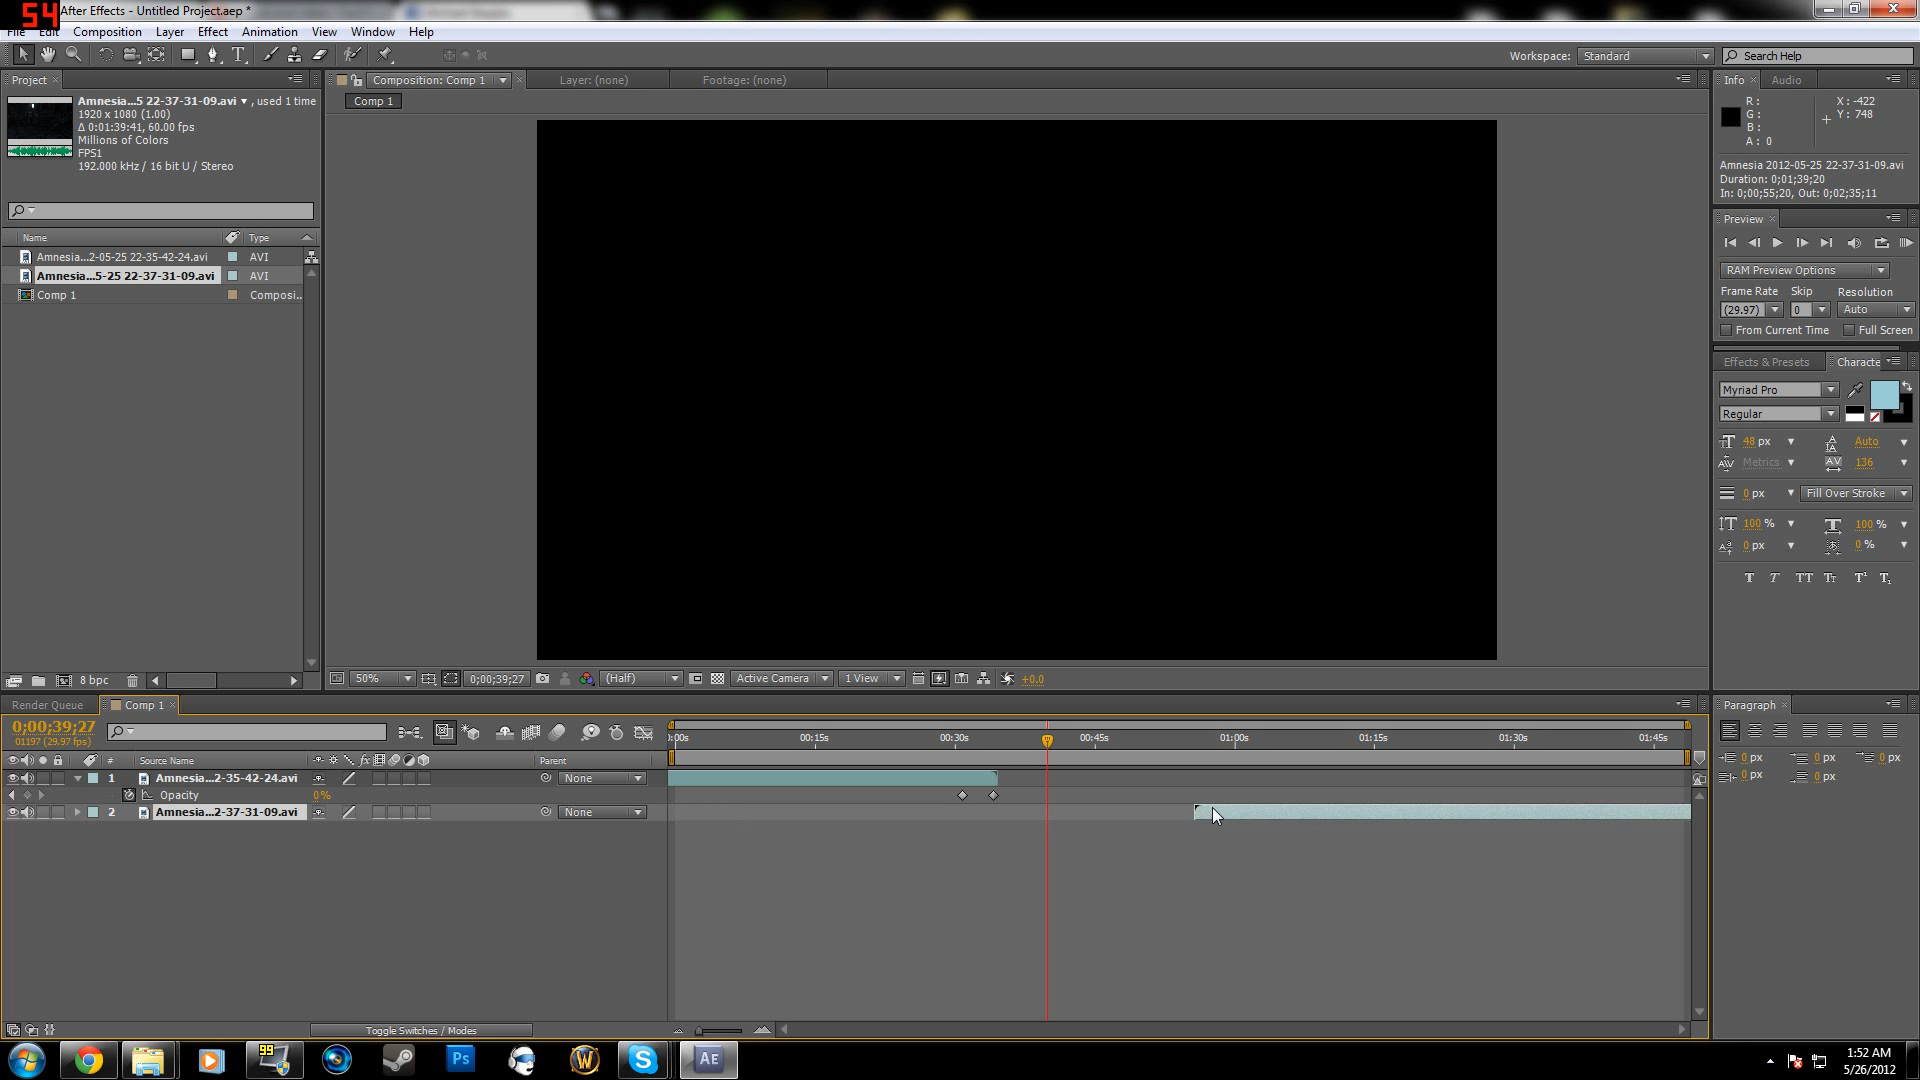 54
After Effects - Untitled Project.aep *
File Edit Composition Layer Effect Animation View Window Help
Workspace: Standard Search Help
Project
Amnesia...5 22-37-31-09.avi ▼ , used 1 time
1920 x 1080 (1.00)
Δ 0:01:39:41, 60.00 fps
Millions of Colors
FPS1
192.000 kHz / 16 bit U / Stereo
Name Type
Amnesia...2-05-25 22-35-42-24.avi AVI
Amnesia...5-25 22-37-31-09.avi AVI
Comp 1 Composi...
8 bpc
Composition: Comp 1 Layer: (none) Footage: (none)
Comp 1
50% 0;00;39;27 (Half) Active Camera 1 View +0.0
Info Audio
R : X : -422
G : Y : 748
B :
A : 0
Amnesia 2012-05-25 22-37-31-09.avi
Duration: 0;01;39;20
In: 0;00;55;20, Out: 0;02;35;11
Preview
RAM Preview Options
Frame Rate Skip Resolution
(29.97) 0 Auto
From Current Time Full Screen
Effects & Presets Characte
Myriad Pro
Regular
48 px Auto
Metrics 136
0 px Fill Over Stroke
100 % 100 %
0 px 0 %
T T TT Tt T¹ T₁
Paragraph
0 px 0 px 0 px
0 px 0 px
Render Queue Comp 1
0;00;39;27
01197 (29.97 fps)
# Source Name fx Parent
):00s 00:15s 00:30s 00:45s 01:00s 01:15s 01:30s 01:45s
1 Amnesia...2-35-42-24.avi None
Opacity 0%
2 Amnesia...2-37-31-09.avi None
Toggle Switches / Modes
99
Ps
W
S
AE
1:52 AM
5/26/2012